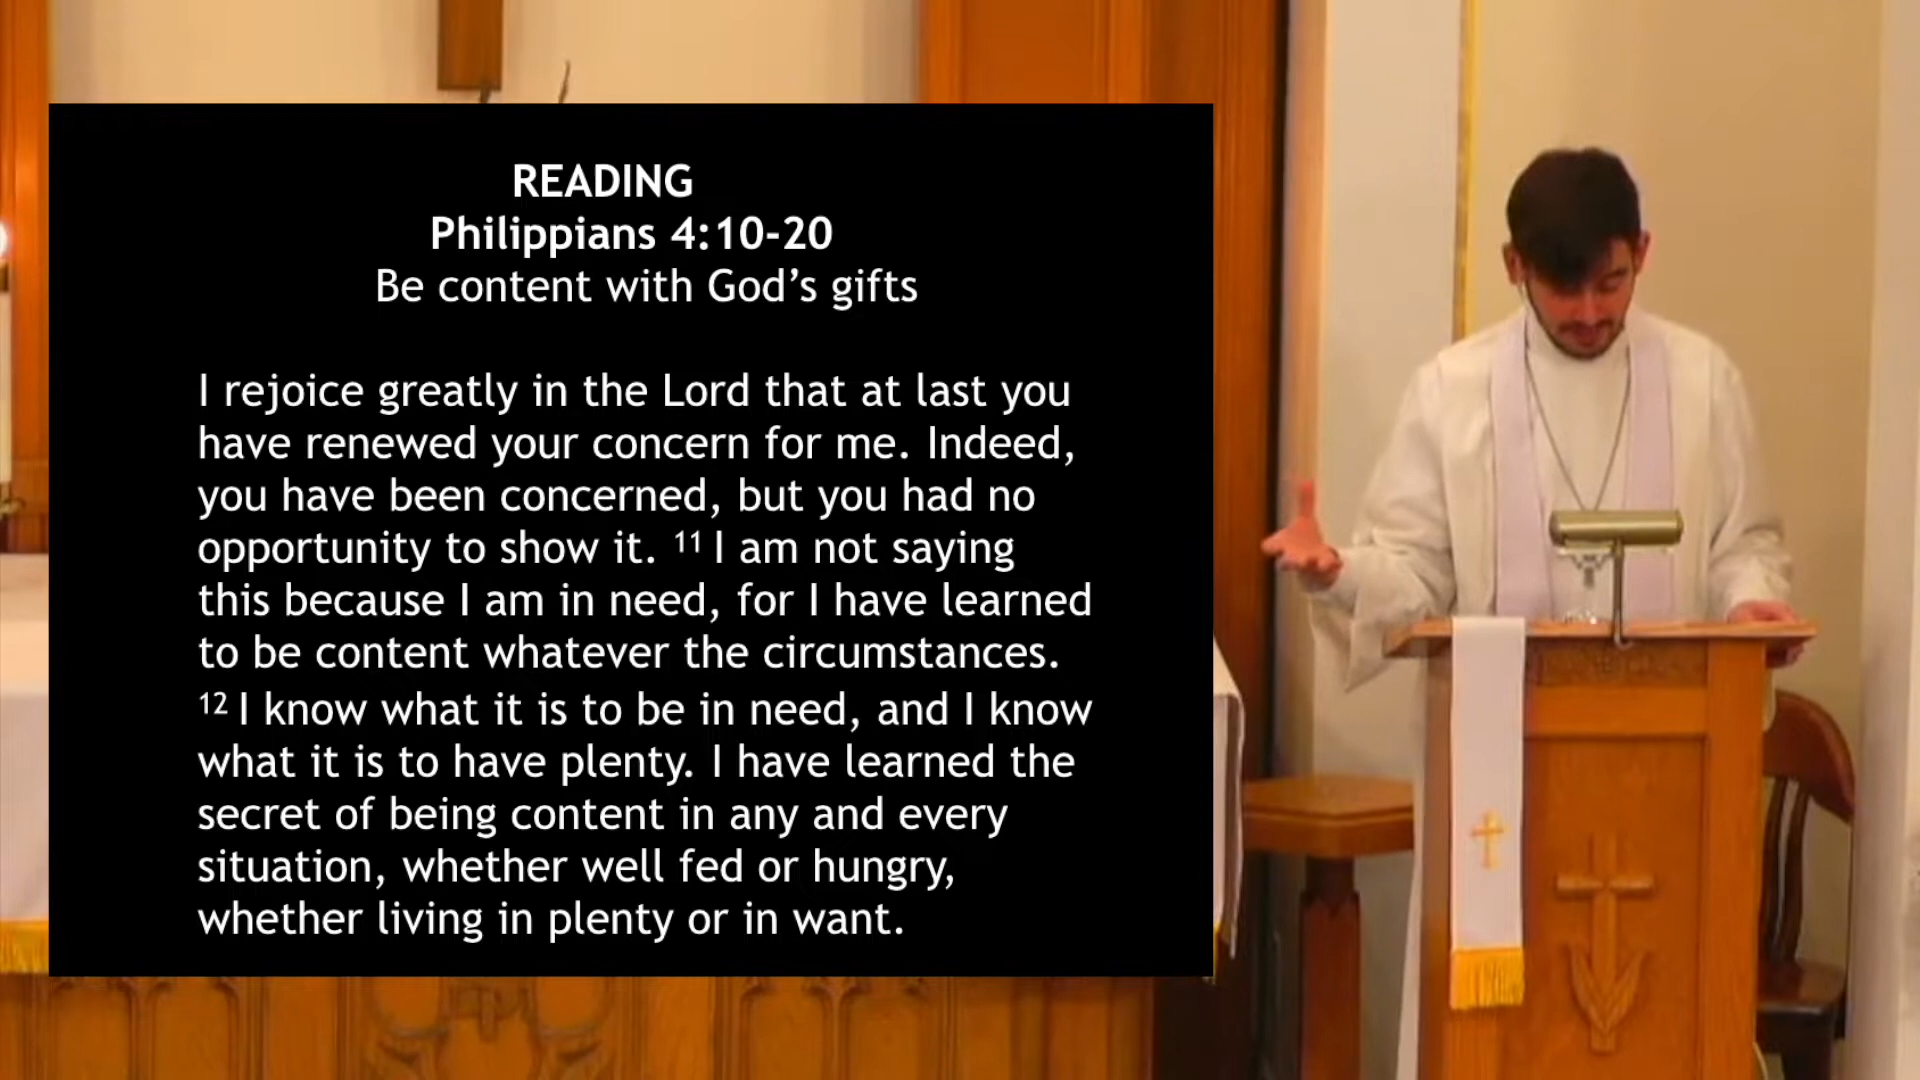 READING
Philippians 4:10-20
Be content with God’s gifts
I rejoice greatly in the Lord that at last you
have renewed your concern for me. Indeed,
you have been concerned, but you had no
opportunity to show it. ¹¹ I am not saying
this because I am in need, for I have learned
to be content whatever the circumstances.
¹² I know what it is to be in need, and I know
what it is to have plenty. I have learned the
secret of being content in any and every
situation, whether well fed or hungry,
whether living in plenty or in want.